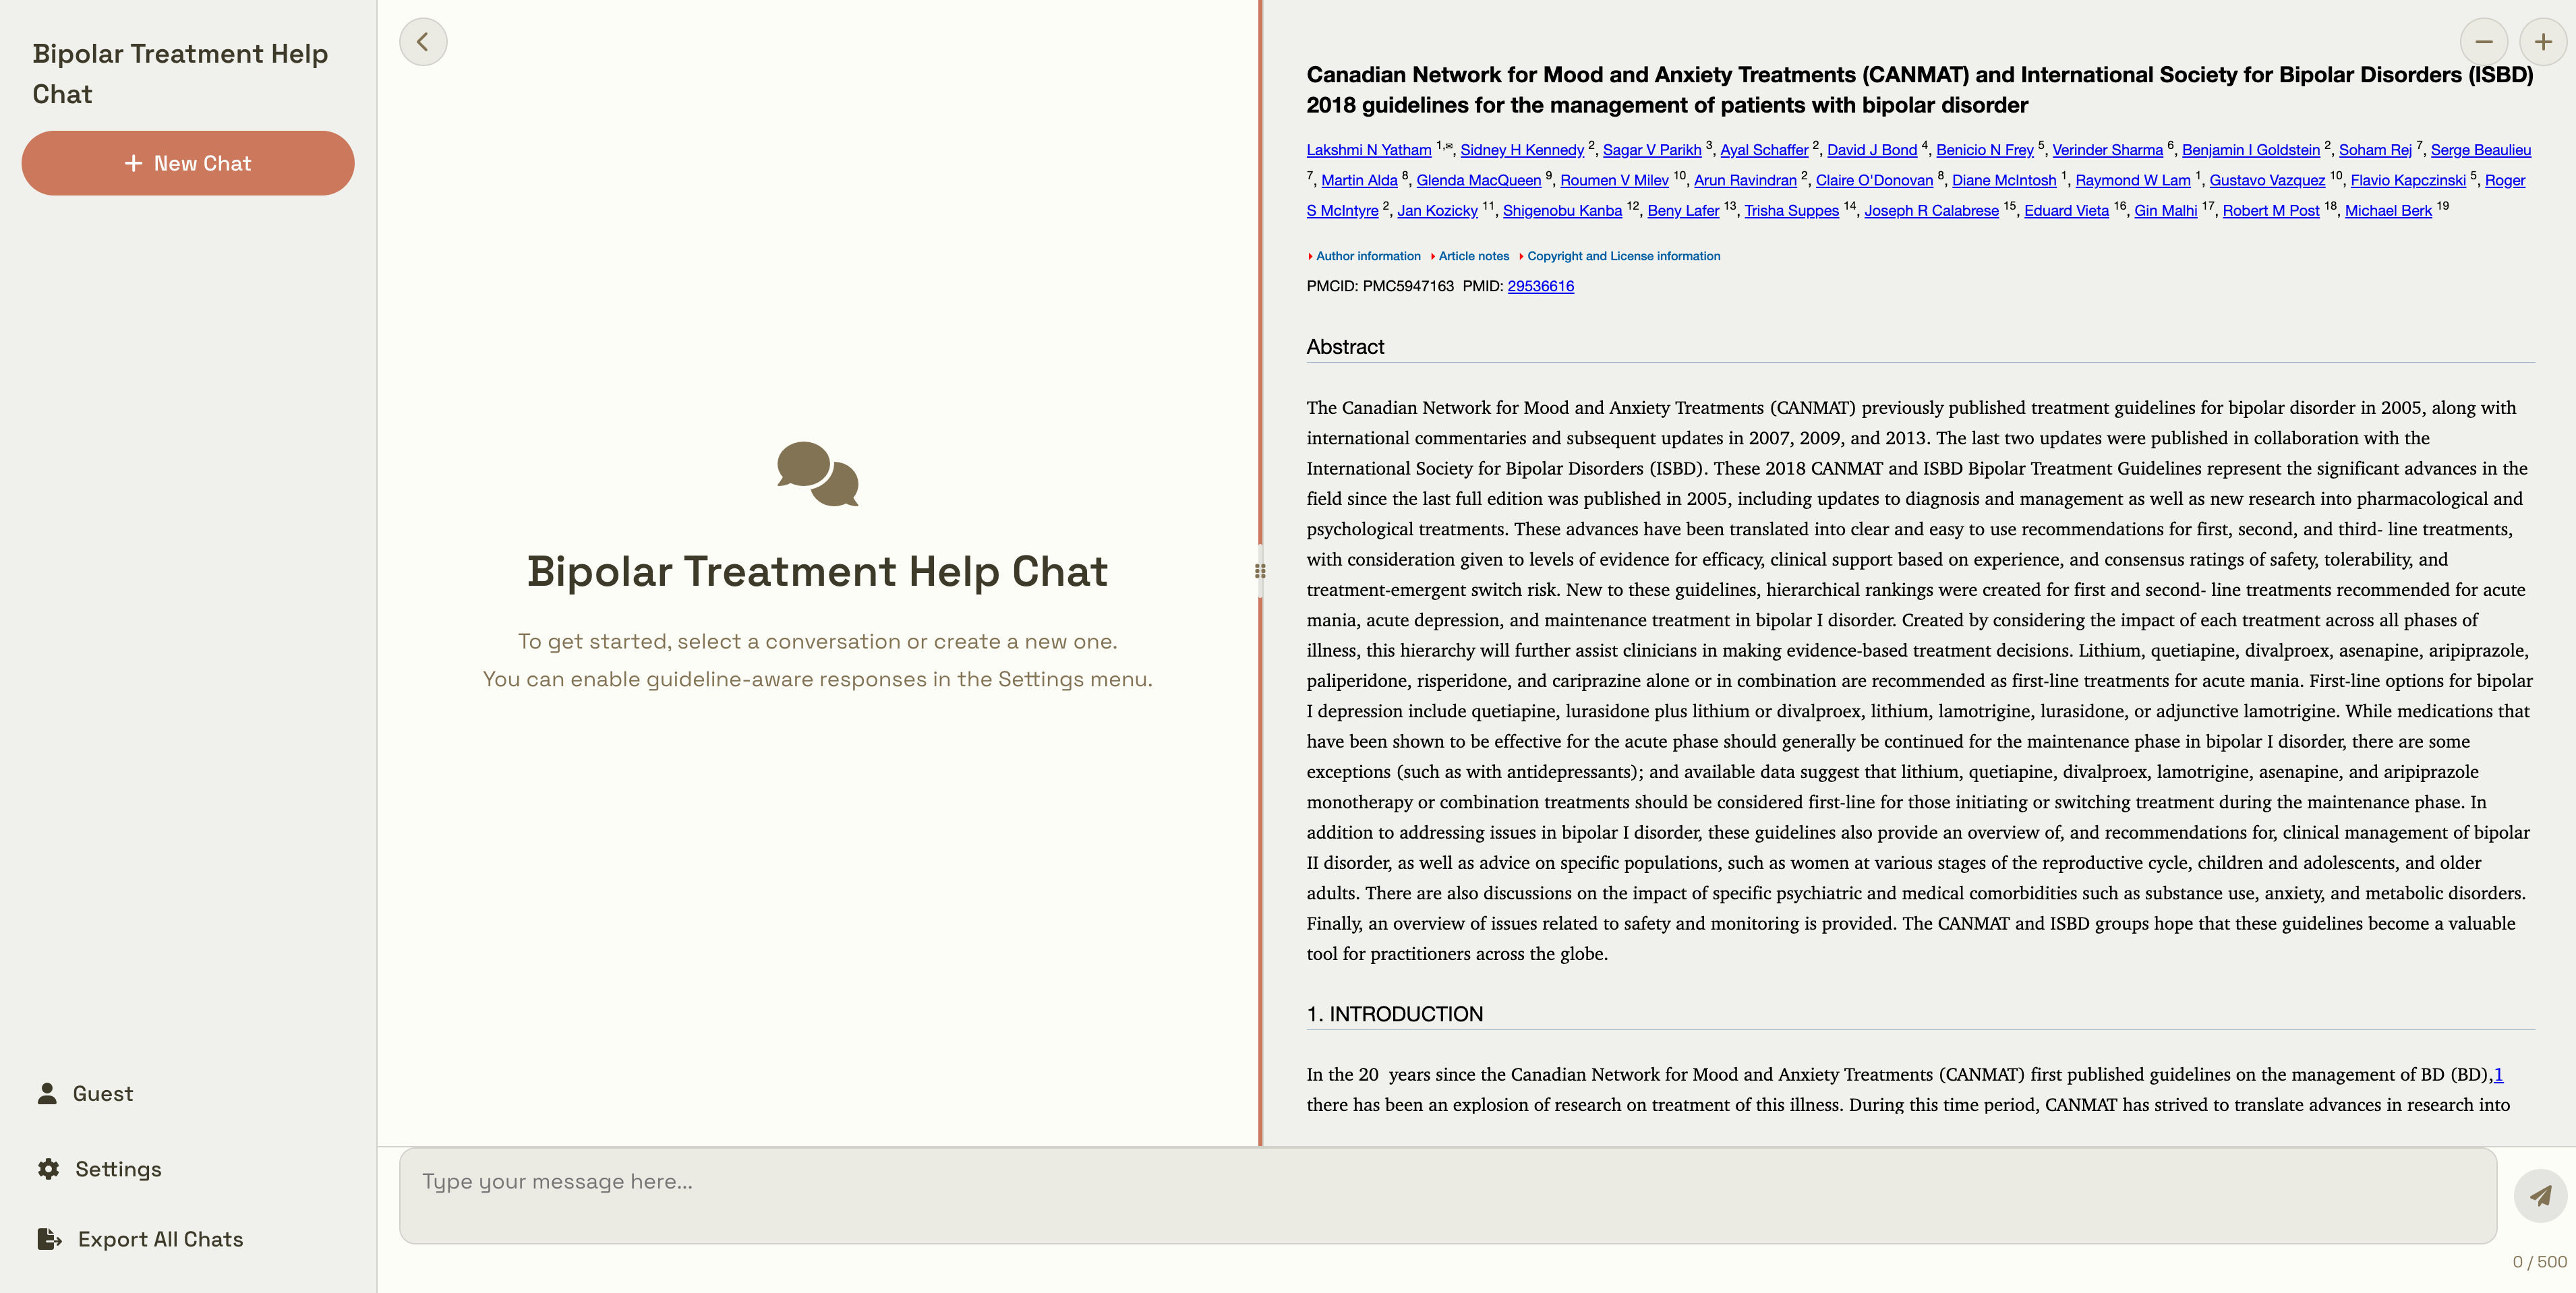 Bipolar Treatment Help
Chat
New Chat
Guest
Settings
Export All Chats
Bipolar Treatment Help Chat
To get started, select a conversation or create a new one.
You can enable guideline-aware responses in the Settings menu.
Canadian Network for Mood and Anxiety Treatments (CANMAT) and International Society for Bipolar Disorders (ISBD)
2018 guidelines for the management of patients with bipolar disorder
Lakshmi N Yatham 1,✉, Sidney H Kennedy 2, Sagar V Parikh 3, Ayal Schaffer 2, David J Bond 4, Benicio N Frey 5, Verinder Sharma 6, Benjamin I Goldstein 2, Soham Rej 7, Serge Beaulieu
7, Martin Alda 8, Glenda MacQueen 9, Roumen V Milev 10, Arun Ravindran 2, Claire O'Donovan 8, Diane McIntosh 1, Raymond W Lam 1, Gustavo Vazquez 10, Flavio Kapczinski 5, Roger
S McIntyre 2, Jan Kozicky 11, Shigenobu Kanba 12, Beny Lafer 13, Trisha Suppes 14, Joseph R Calabrese 15, Eduard Vieta 16, Gin Malhi 17, Robert M Post 18, Michael Berk 19
Author information Article notes Copyright and License information
PMCID: PMC5947163 PMID: 29536616
Abstract
The Canadian Network for Mood and Anxiety Treatments (CANMAT) previously published treatment guidelines for bipolar disorder in 2005, along with
international commentaries and subsequent updates in 2007, 2009, and 2013. The last two updates were published in collaboration with the
International Society for Bipolar Disorders (ISBD). These 2018 CANMAT and ISBD Bipolar Treatment Guidelines represent the significant advances in the
field since the last full edition was published in 2005, including updates to diagnosis and management as well as new research into pharmacological and
psychological treatments. These advances have been translated into clear and easy to use recommendations for first, second, and third- line treatments,
with consideration given to levels of evidence for efficacy, clinical support based on experience, and consensus ratings of safety, tolerability, and
treatment-emergent switch risk. New to these guidelines, hierarchical rankings were created for first and second- line treatments recommended for acute
mania, acute depression, and maintenance treatment in bipolar I disorder. Created by considering the impact of each treatment across all phases of
illness, this hierarchy will further assist clinicians in making evidence-based treatment decisions. Lithium, quetiapine, divalproex, asenapine, aripiprazole,
paliperidone, risperidone, and cariprazine alone or in combination are recommended as first-line treatments for acute mania. First-line options for bipolar
I depression include quetiapine, lurasidone plus lithium or divalproex, lithium, lamotrigine, lurasidone, or adjunctive lamotrigine. While medications that
have been shown to be effective for the acute phase should generally be continued for the maintenance phase in bipolar I disorder, there are some
exceptions (such as with antidepressants); and available data suggest that lithium, quetiapine, divalproex, lamotrigine, asenapine, and aripiprazole
monotherapy or combination treatments should be considered first-line for those initiating or switching treatment during the maintenance phase. In
addition to addressing issues in bipolar I disorder, these guidelines also provide an overview of, and recommendations for, clinical management of bipolar
II disorder, as well as advice on specific populations, such as women at various stages of the reproductive cycle, children and adolescents, and older
adults. There are also discussions on the impact of specific psychiatric and medical comorbidities such as substance use, anxiety, and metabolic disorders.
Finally, an overview of issues related to safety and monitoring is provided. The CANMAT and ISBD groups hope that these guidelines become a valuable
tool for practitioners across the globe.
1. INTRODUCTION
In the 20 years since the Canadian Network for Mood and Anxiety Treatments (CANMAT) first published guidelines on the management of BD (BD),1
there has been an explosion of research on treatment of this illness. During this time period, CANMAT has strived to translate advances in research into
Type your message here...
0 / 500